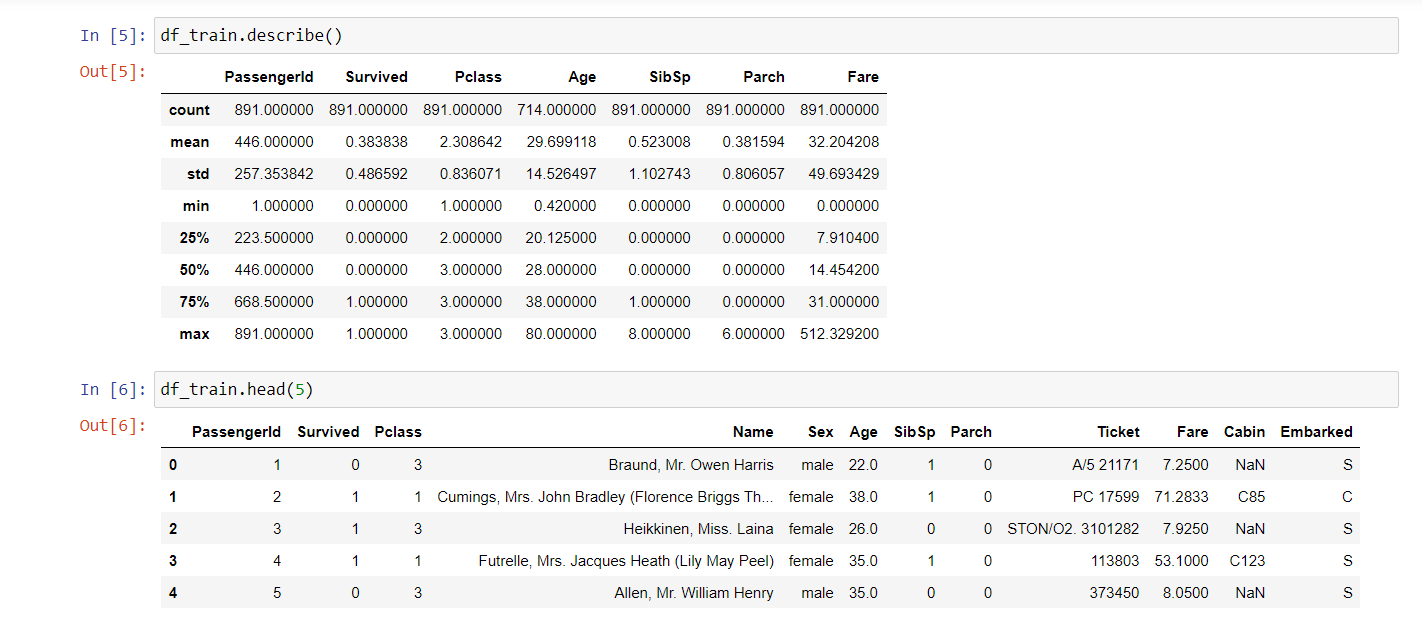 In [5]: df_train.describe()
Out[5]:
PassengerId Survived Pclass Age SibSp Parch Fare
count 891.000000 891.000000 891.000000 714.000000 891.000000 891.000000 891.000000
mean 446.000000 0.383838 2.308642 29.699118 0.523008 0.381594 32.204208
std 257.353842 0.486592 0.836071 14.526497 1.102743 0.806057 49.693429
min 1.000000 0.000000 1.000000 0.420000 0.000000 0.000000 0.000000
25% 223.500000 0.000000 2.000000 20.125000 0.000000 0.000000 7.910400
50% 446.000000 0.000000 3.000000 28.000000 0.000000 0.000000 14.454200
75% 668.500000 1.000000 3.000000 38.000000 1.000000 0.000000 31.000000
max 891.000000 1.000000 3.000000 80.000000 8.000000 6.000000 512.329200
In [6]: df_train.head(5)
Out[6]:
PassengerId Survived Pclass Name Sex Age SibSp Parch Ticket Fare Cabin Embarked
0 1 0 3 Braund, Mr. Owen Harris male 22.0 1 0 A/5 21171 7.2500 NaN S
1 2 1 1 Cumings, Mrs. John Bradley (Florence Briggs Th... female 38.0 1 0 PC 17599 71.2833 C85 C
2 3 1 3 Heikkinen, Miss. Laina female 26.0 0 0 STON/O2. 3101282 7.9250 NaN S
3 4 1 1 Futrelle, Mrs. Jacques Heath (Lily May Peel) female 35.0 1 0 113803 53.1000 C123 S
4 5 0 3 Allen, Mr. William Henry male 35.0 0 0 373450 8.0500 NaN S